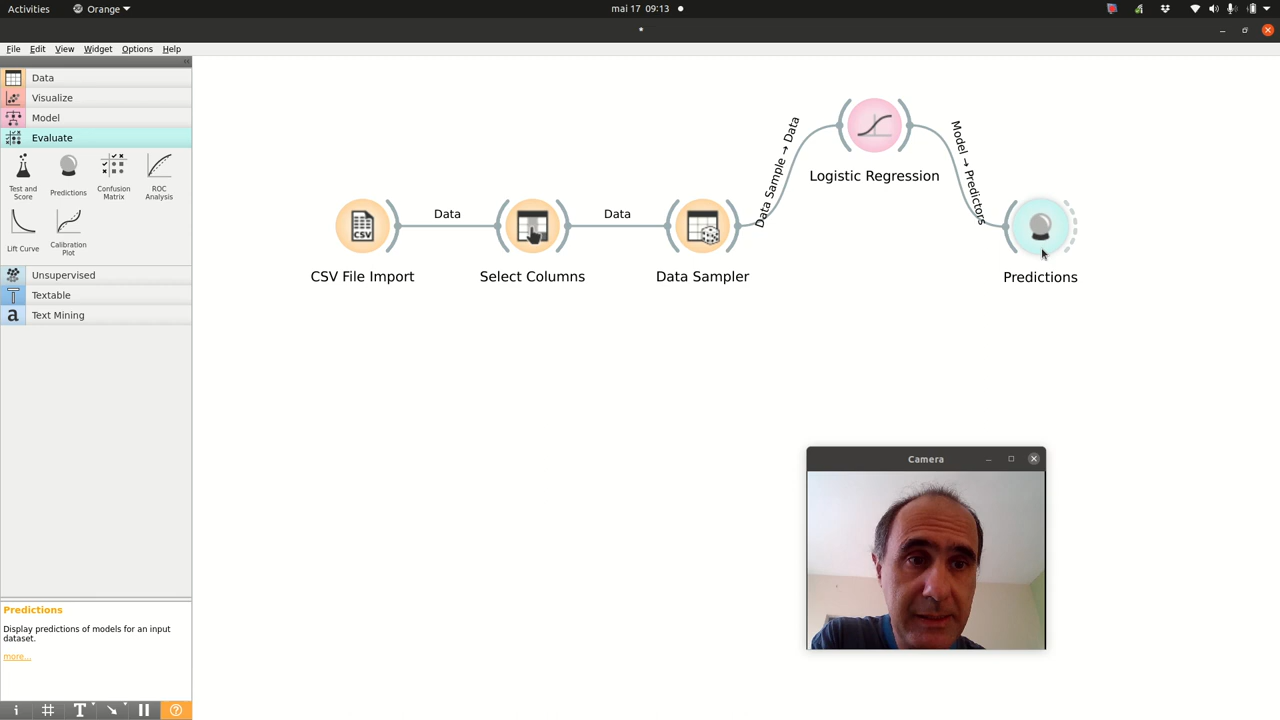 Activities
Orange
mai 17 09:13
*
File Edit View Widget Options Help
Data
Visualize
Model
Evaluate
Test and
Score
Predictions
Confusion
Matrix
ROC
Analysis
Lift Curve
Calibration
Plot
Unsupervised
Textable
a Text Mining
CSV
CSV File Import
Data
Select Columns
Data
Data Sampler
Data Sample → Data
Logistic Regression
Model → Predictors
Predictions
Camera
Predictions
Display predictions of models for an input
dataset.
more...